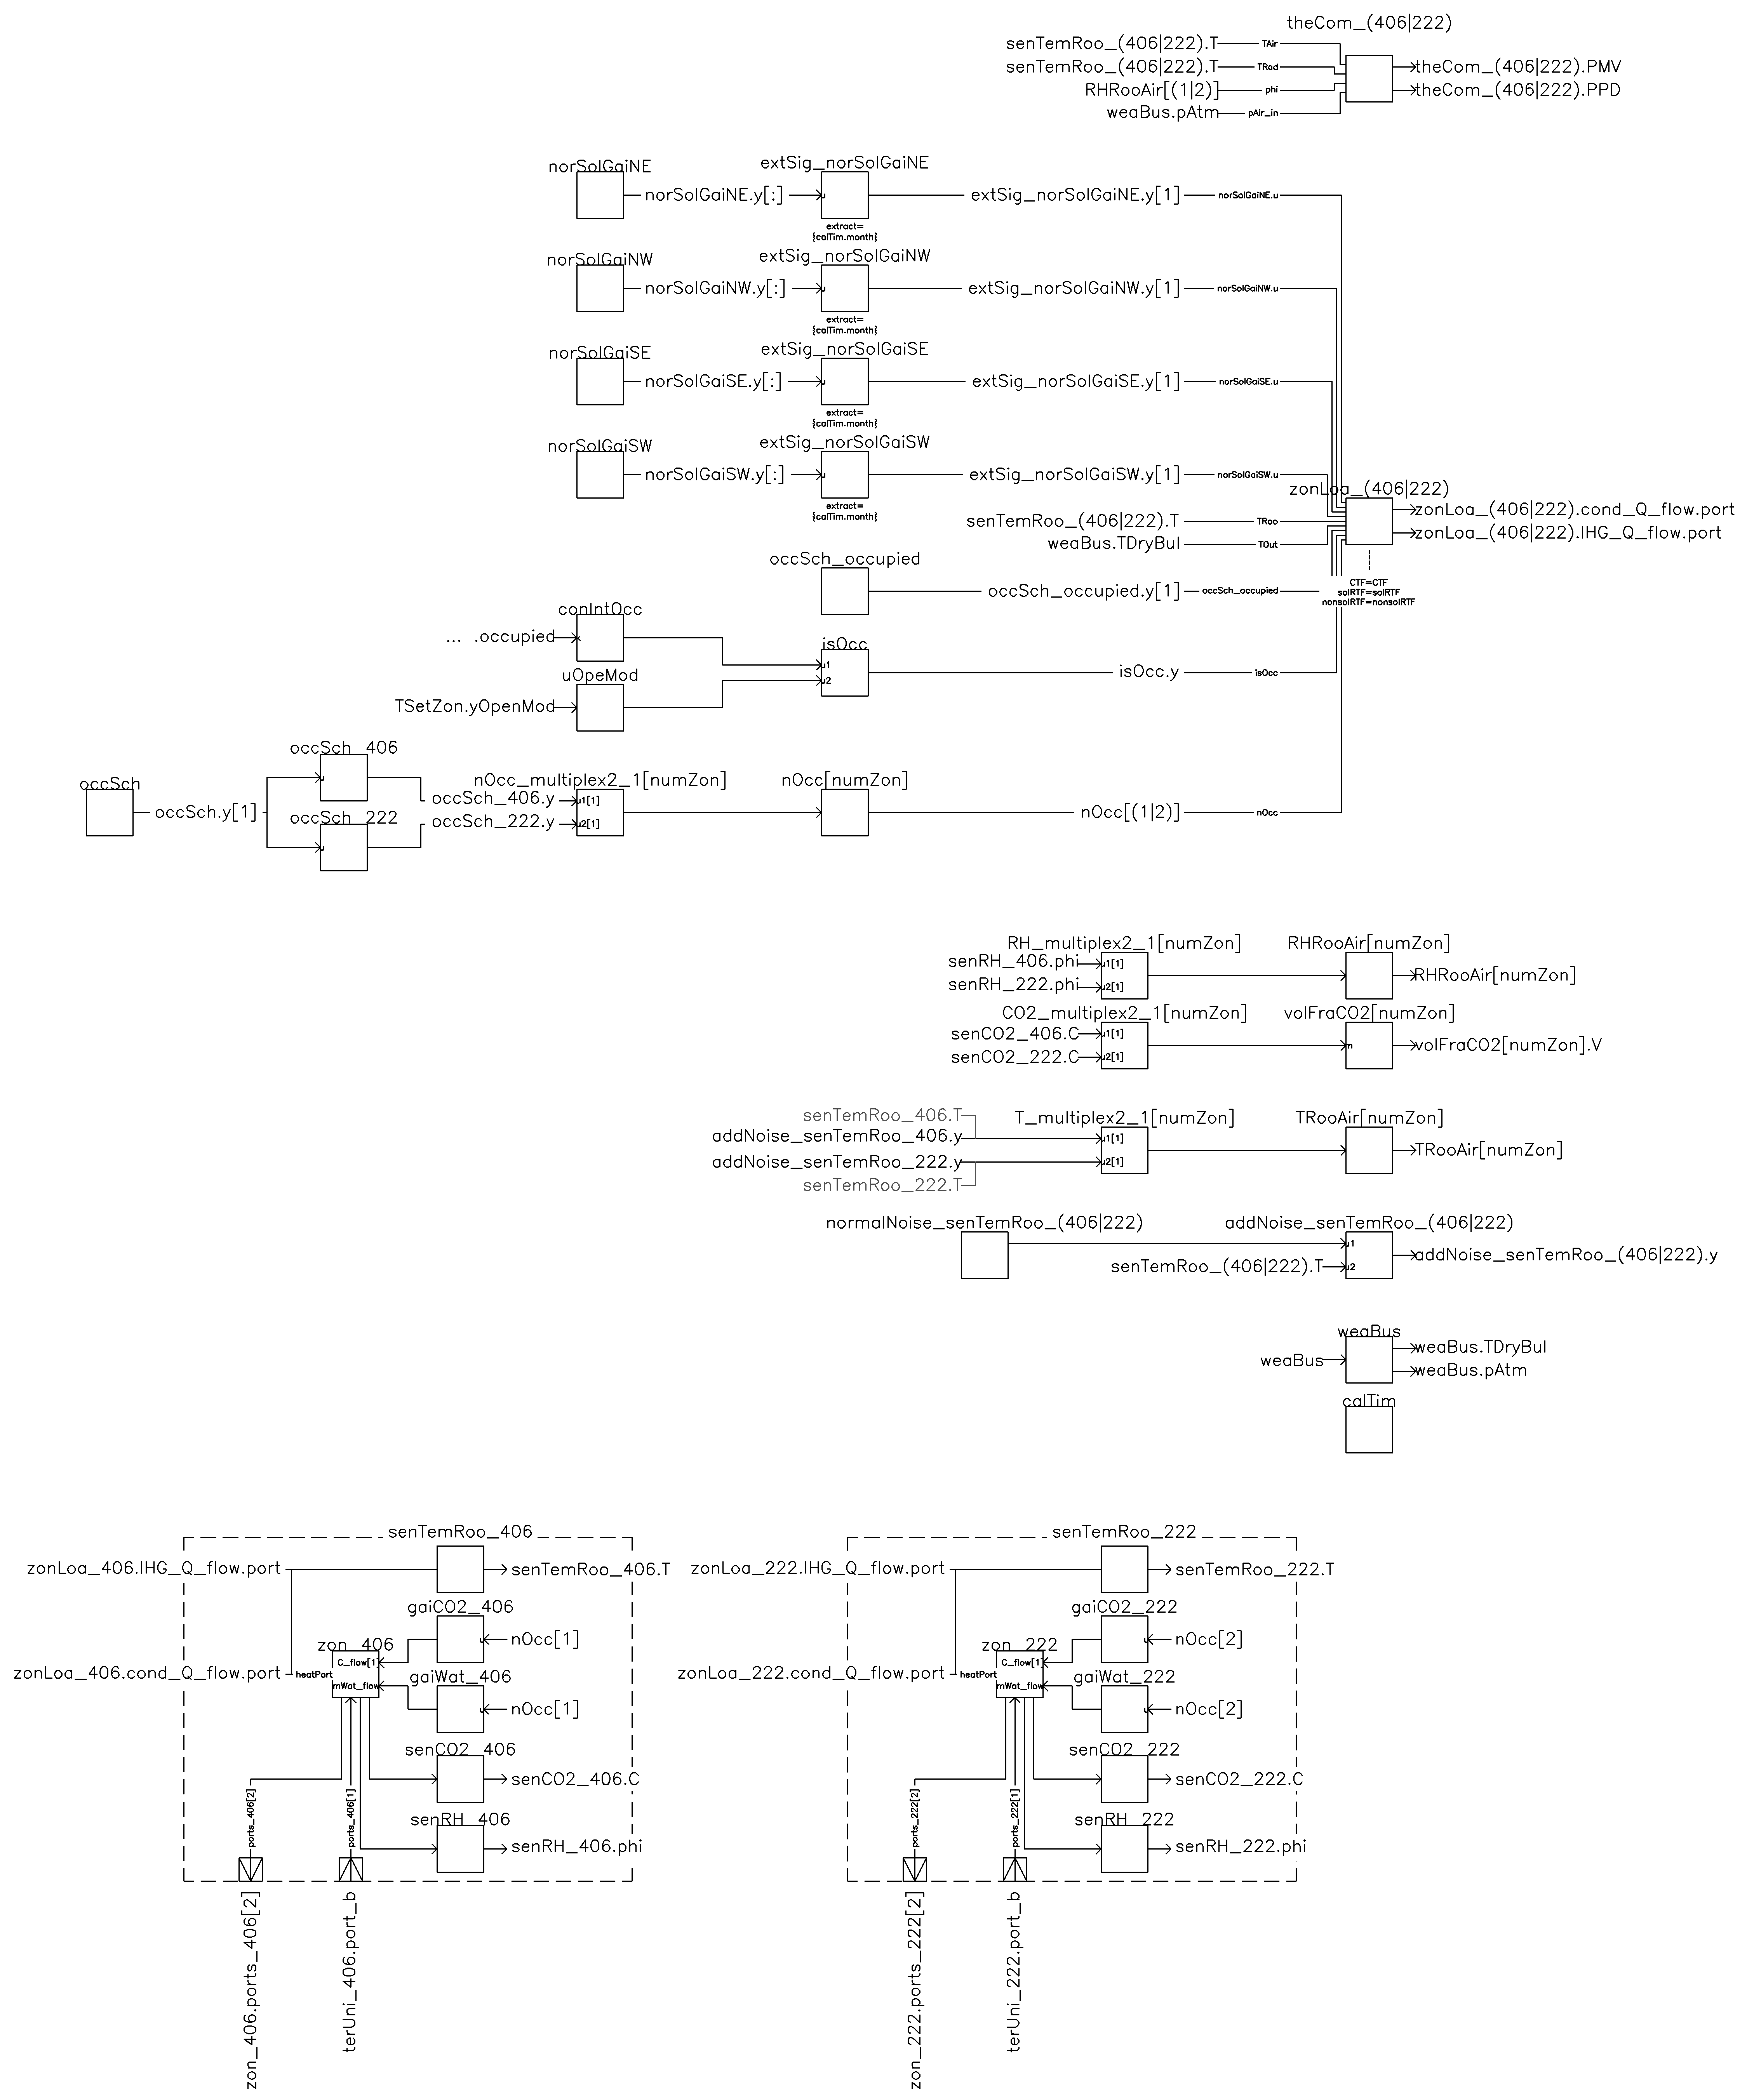 theCom_(406|222)
senTemRoo_(406|222).T TAir
senTemRoo_(406|222).T TRad theCom_(406|222).PMV
RHRooAir[(1|2)] phi theCom_(406|222).PPD
weaBus.pAtm pAir_in
norSolGaiNE extSig_norSolGaiNE
norSolGaiNE.y[:] u extSig_norSolGaiNE.y[1] norSolGaiNE.u
extract=
{calTim.month}
norSolGaiNW extSig_norSolGaiNW
norSolGaiNW.y[:] u extSig_norSolGaiNW.y[1] norSolGaiNW.u
extract=
{calTim.month}
norSolGaiSE extSig_norSolGaiSE
norSolGaiSE.y[:] u extSig_norSolGaiSE.y[1] norSolGaiSE.u
extract=
{calTim.month}
norSolGaiSW extSig_norSolGaiSW
norSolGaiSW.y[:] u extSig_norSolGaiSW.y[1] norSolGaiSW.u
extract=
{calTim.month}
zonLoa_(406|222)
zonLoa_(406|222).cond_Q_flow.port
senTemRoo_(406|222).T TRoo
zonLoa_(406|222).IHG_Q_flow.port
weaBus.TDryBul TOut
occSch_occupied
occSch_occupied.y[1] occSch_occupied
CTF=CTF
solRTF=solRTF
nonsolRTF=nonsolRTF
conIntOcc
... .occupied
isOcc
u1
u2
isOcc.y isOcc
uOpeMod
TSetZon.yOpenMod
occSch_406
occSch u nOcc_multiplex2_1[numZon] nOcc[numZon]
occSch_406.y u1[1]
occSch.y[1] nOcc[(1|2)] nOcc
occSch_222 occSch_222.y u2[1]
u
RH_multiplex2_1[numZon] RHRooAir[numZon]
senRH_406.phi u1[1]
RHRooAir[numZon]
senRH_222.phi u2[1]
CO2_multiplex2_1[numZon] volFraCO2[numZon]
senCO2_406.C u1[1]
m volFraCO2[numZon].V
senCO2_222.C u2[1]
senTemRoo_406.T T_multiplex2_1[numZon] TRooAir[numZon]
addNoise_senTemRoo_406.y u1[1]
TRooAir[numZon]
addNoise_senTemRoo_222.y u2[1]
senTemRoo_222.T
normalNoise_senTemRoo_(406|222) addNoise_senTemRoo_(406|222)
u1
addNoise_senTemRoo_(406|222).y
senTemRoo_(406|222).T u2
weaBus
weaBus.TDryBul
weaBus
weaBus.pAtm
calTim
senTemRoo_406
zonLoa_406.IHG_Q_flow.port senTemRoo_406.T
gaiCO2_406
u nOcc[1]
zon_406
C_flow[1]
zonLoa_406.cond_Q_flow.port heatPort
gaiWat_406
mWat_flow
u nOcc[1]
senCO2_406
senCO2_406.C
ports_406[2]
ports_406[1]
senRH_406
senRH_406.phi
zon_406.ports_406[2]
terUni_406.port_b
senTemRoo_222
zonLoa_222.IHG_Q_flow.port senTemRoo_222.T
gaiCO2_222
u nOcc[2]
zon_222
C_flow[1]
zonLoa_222.cond_Q_flow.port heatPort
gaiWat_222
mWat_flow
u nOcc[2]
senCO2_222
senCO2_222.C
ports_222[2]
ports_222[1]
senRH_222
senRH_222.phi
zon_222.ports_222[2]
terUni_222.port_b